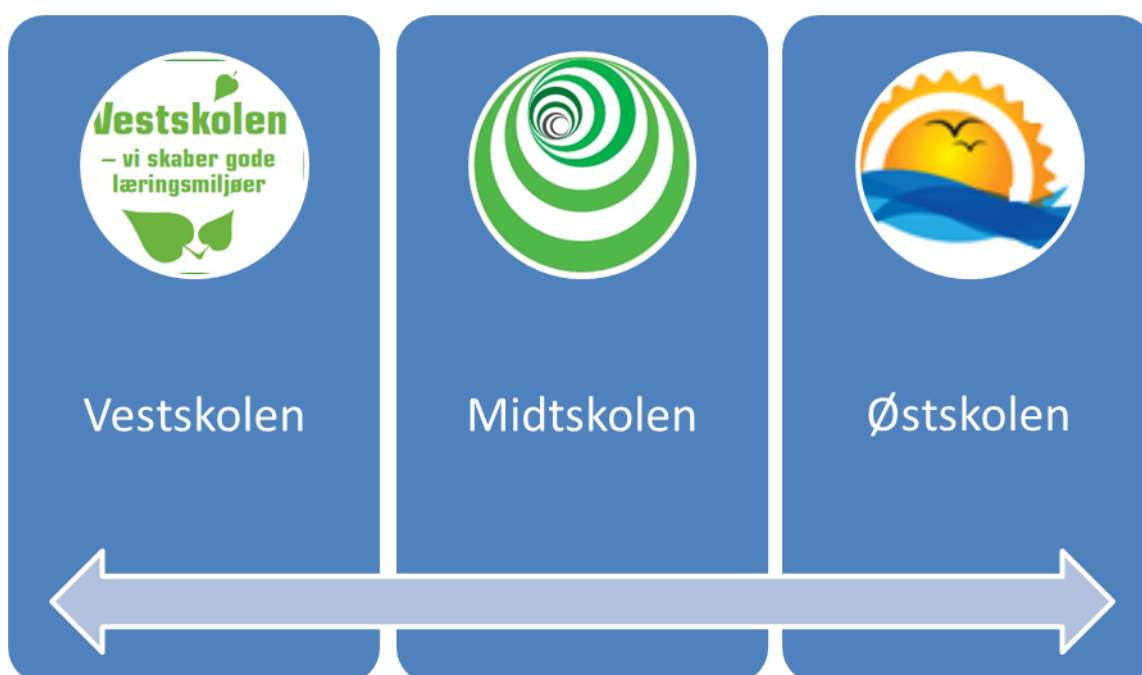 Vestskolen
– vi skaber gode
læringsmiljøer
Vestskolen
Midtskolen
Østskolen